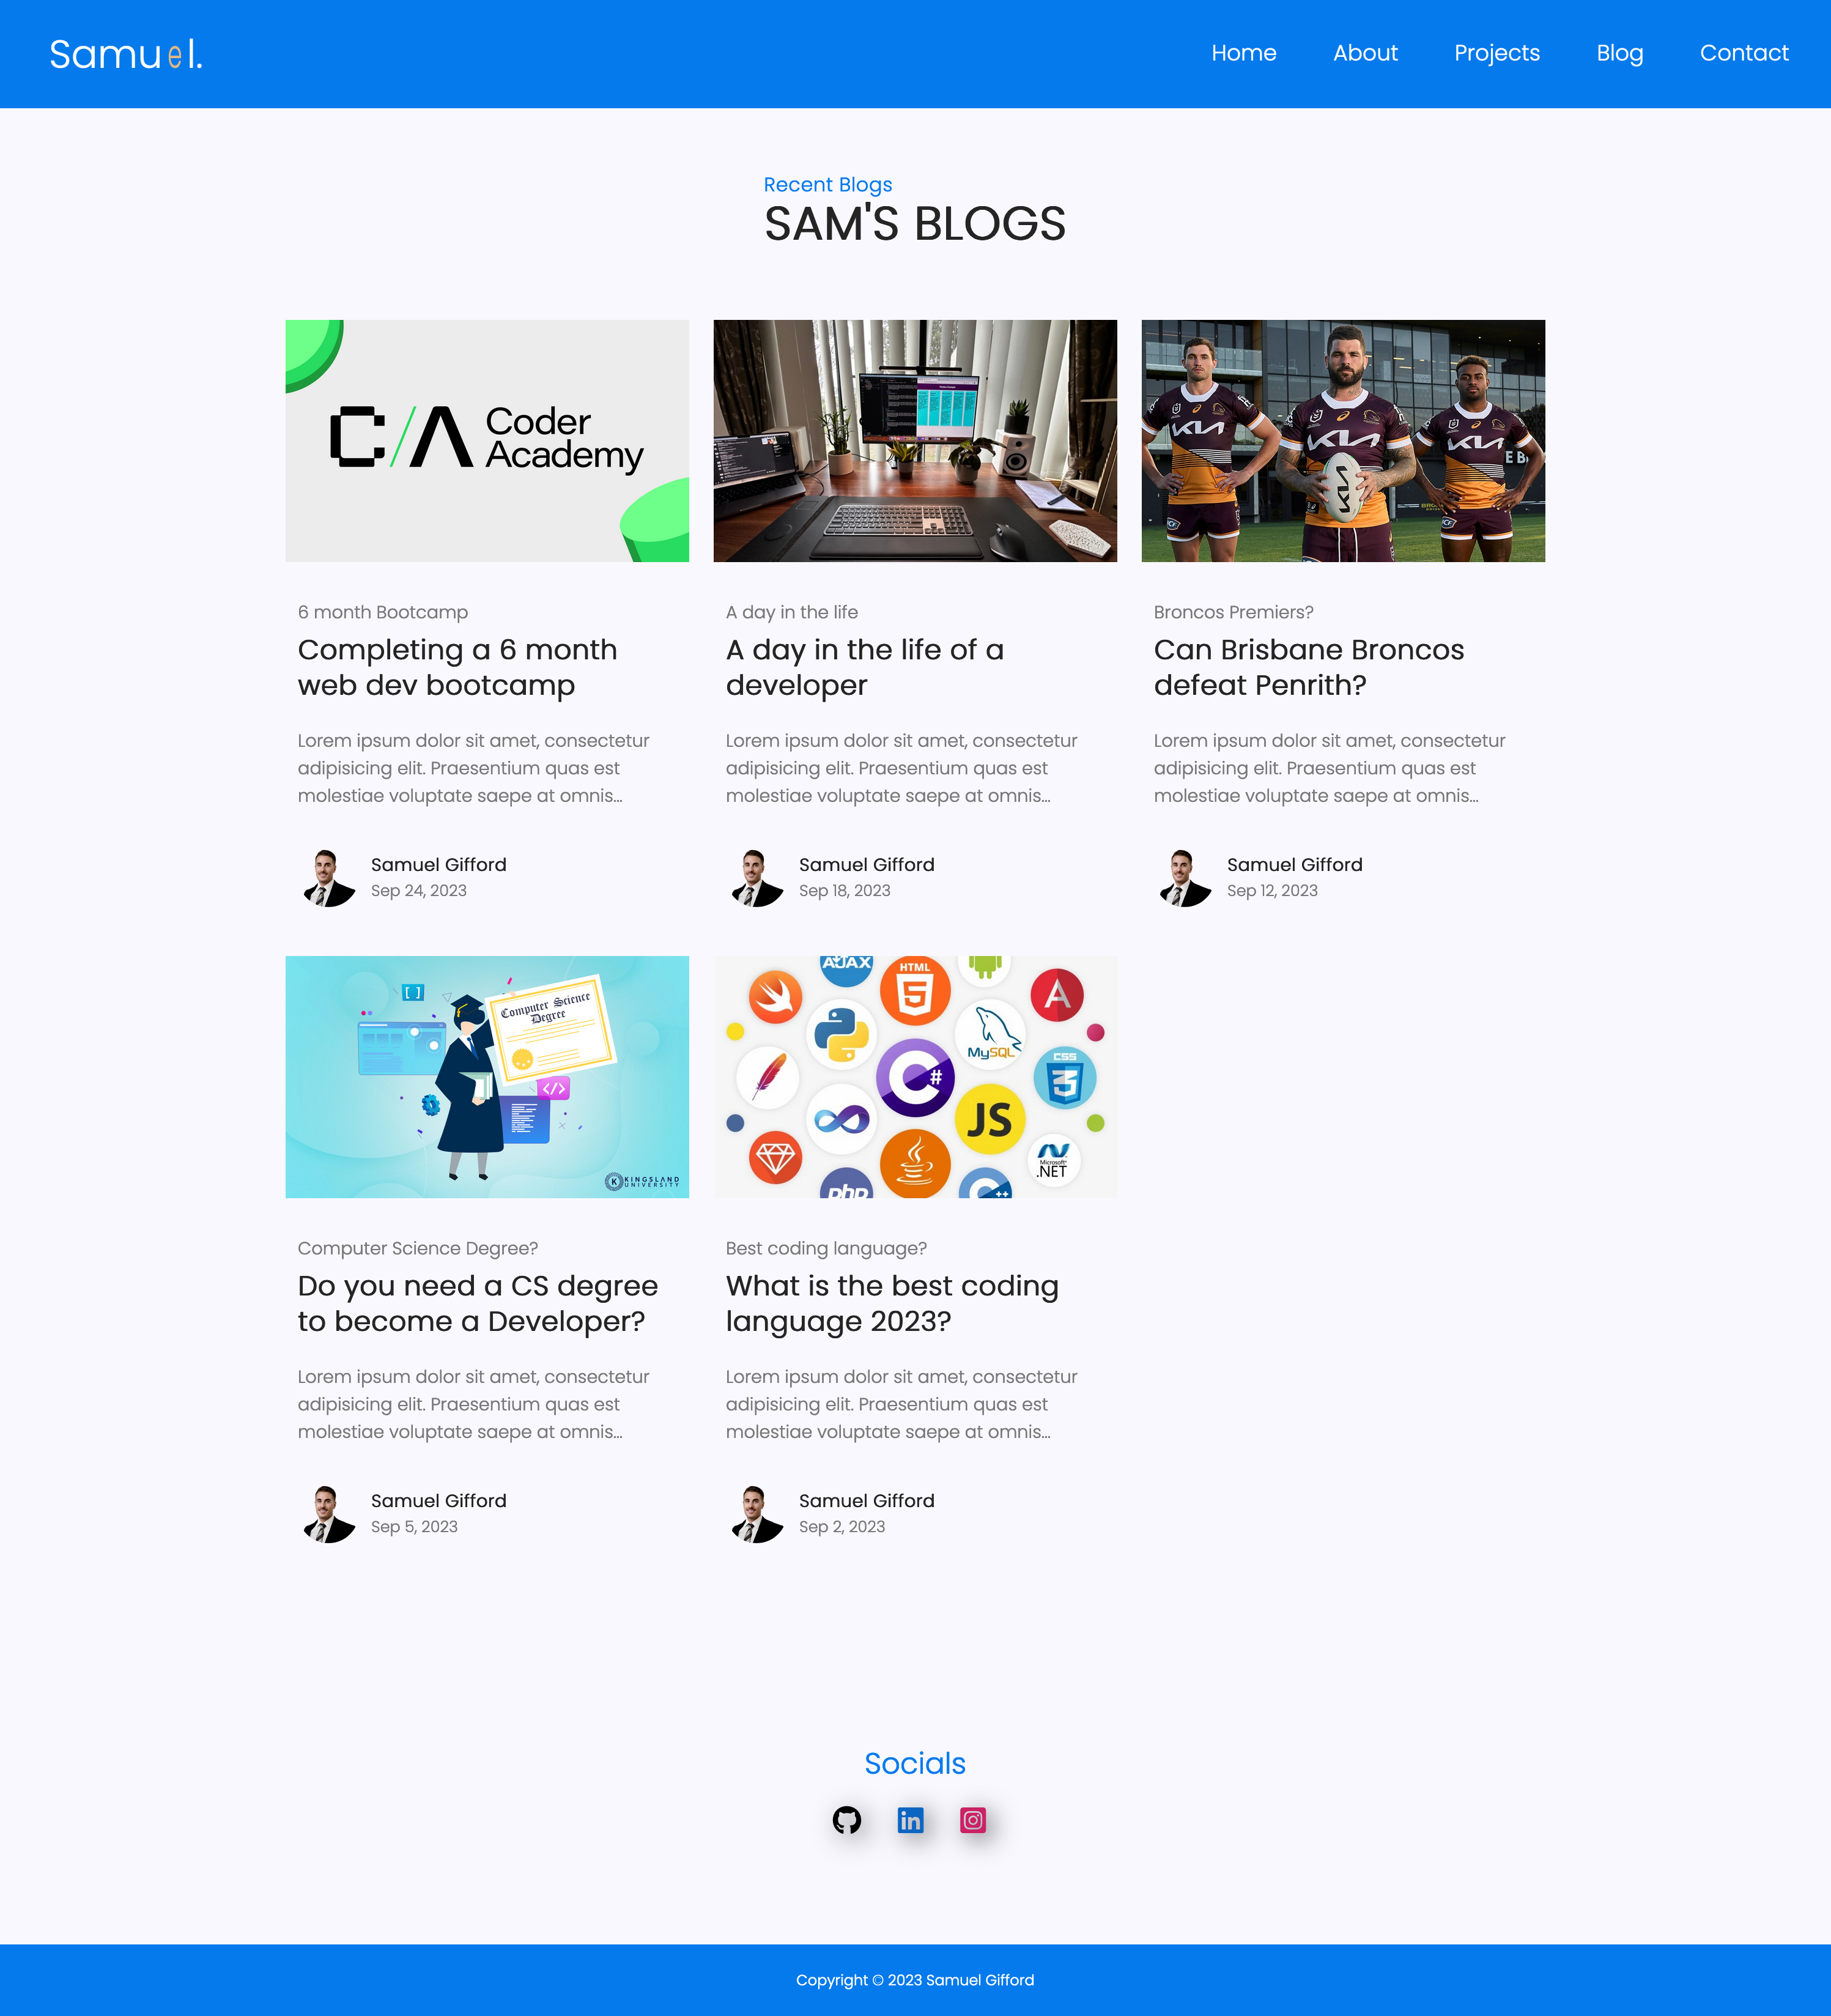 Samuel.
Home About Projects Blog Contact
Recent Blogs
SAM'S BLOGS
C/A Coder
Academy
KIA KIA KIA
KIA
6 month Bootcamp
Completing a 6 month
web dev bootcamp
Lorem ipsum dolor sit amet, consectetur
adipisicing elit. Praesentium quas est
molestiae voluptate saepe at omnis...
Samuel Gifford
Sep 24, 2023
A day in the life
A day in the life of a
developer
Lorem ipsum dolor sit amet, consectetur
adipisicing elit. Praesentium quas est
molestiae voluptate saepe at omnis...
Samuel Gifford
Sep 18, 2023
Broncos Premiers?
Can Brisbane Broncos
defeat Penrith?
Lorem ipsum dolor sit amet, consectetur
adipisicing elit. Praesentium quas est
molestiae voluptate saepe at omnis...
Samuel Gifford
Sep 12, 2023
[ ]
Computer Science
Degree
</>
KINGSLAND
UNIVERSITY
AJAX
HTML
5
A
MySQL
C#
CSS
3
JS
Microsoft
.NET
php
C++
Computer Science Degree?
Do you need a CS degree
to become a Developer?
Lorem ipsum dolor sit amet, consectetur
adipisicing elit. Praesentium quas est
molestiae voluptate saepe at omnis...
Samuel Gifford
Sep 5, 2023
Best coding language?
What is the best coding
language 2023?
Lorem ipsum dolor sit amet, consectetur
adipisicing elit. Praesentium quas est
molestiae voluptate saepe at omnis...
Samuel Gifford
Sep 2, 2023
Socials
in
Copyright © 2023 Samuel Gifford